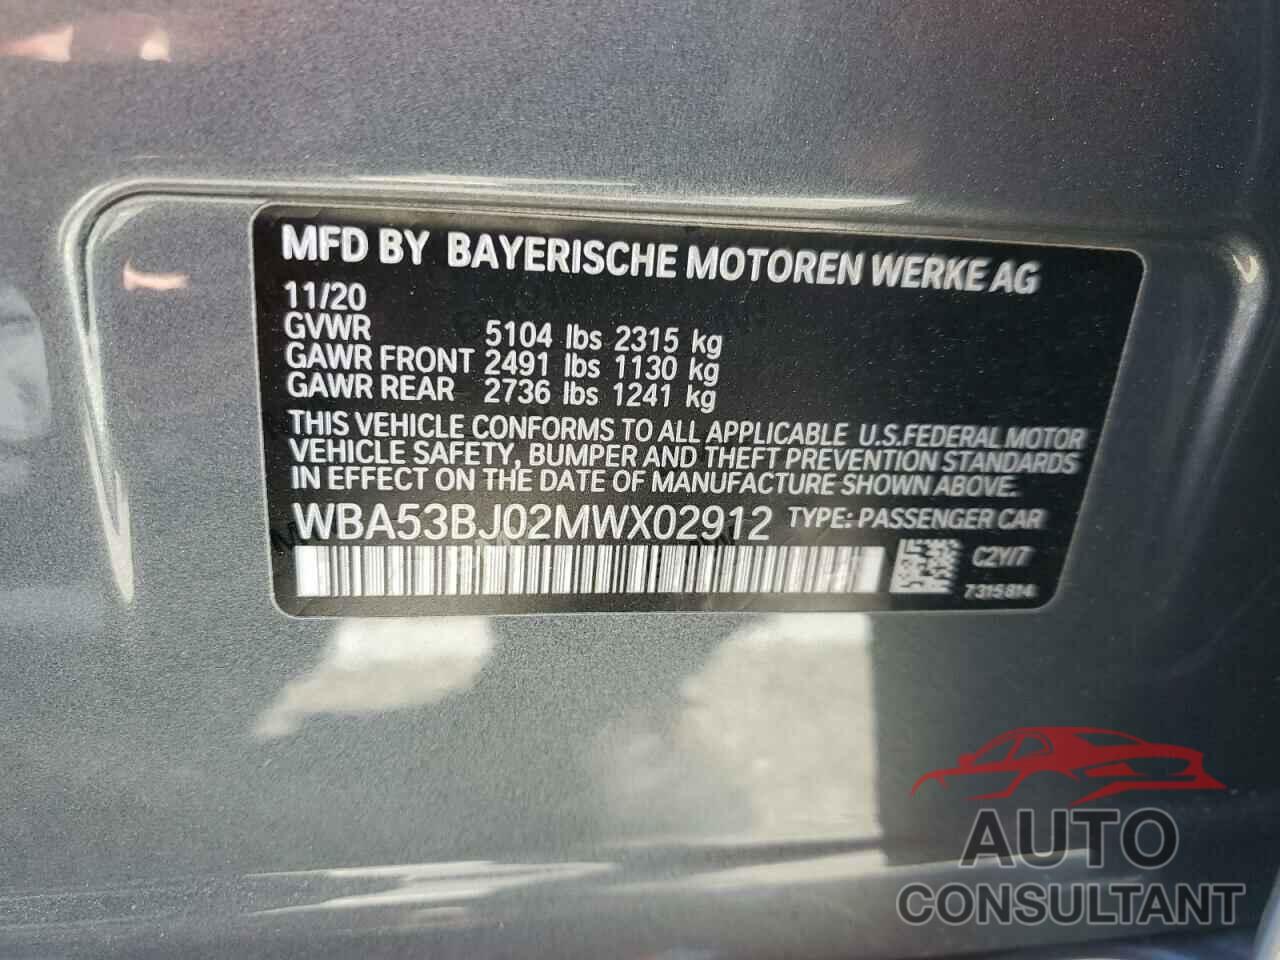 MFD BY BAYERISCHE MOTOREN WERKE AG
11/20
GVWR 5104 lbs 2315 kg
GAWR FRONT 2491 lbs 1130 kg
GAWR REAR 2736 lbs 1241 kg
THIS VEHICLE CONFORMS TO ALL APPLICABLE U.S.FEDERAL MOTOR
VEHICLE SAFETY, BUMPER AND THEFT PREVENTION STANDARDS
IN EFFECT ON THE DATE OF MANUFACTURE SHOWN ABOVE.
WBA53BJ02MWX02912 TYPE: PASSENGER CAR
C2YI7
7315814
AUTO
CONSULTANT